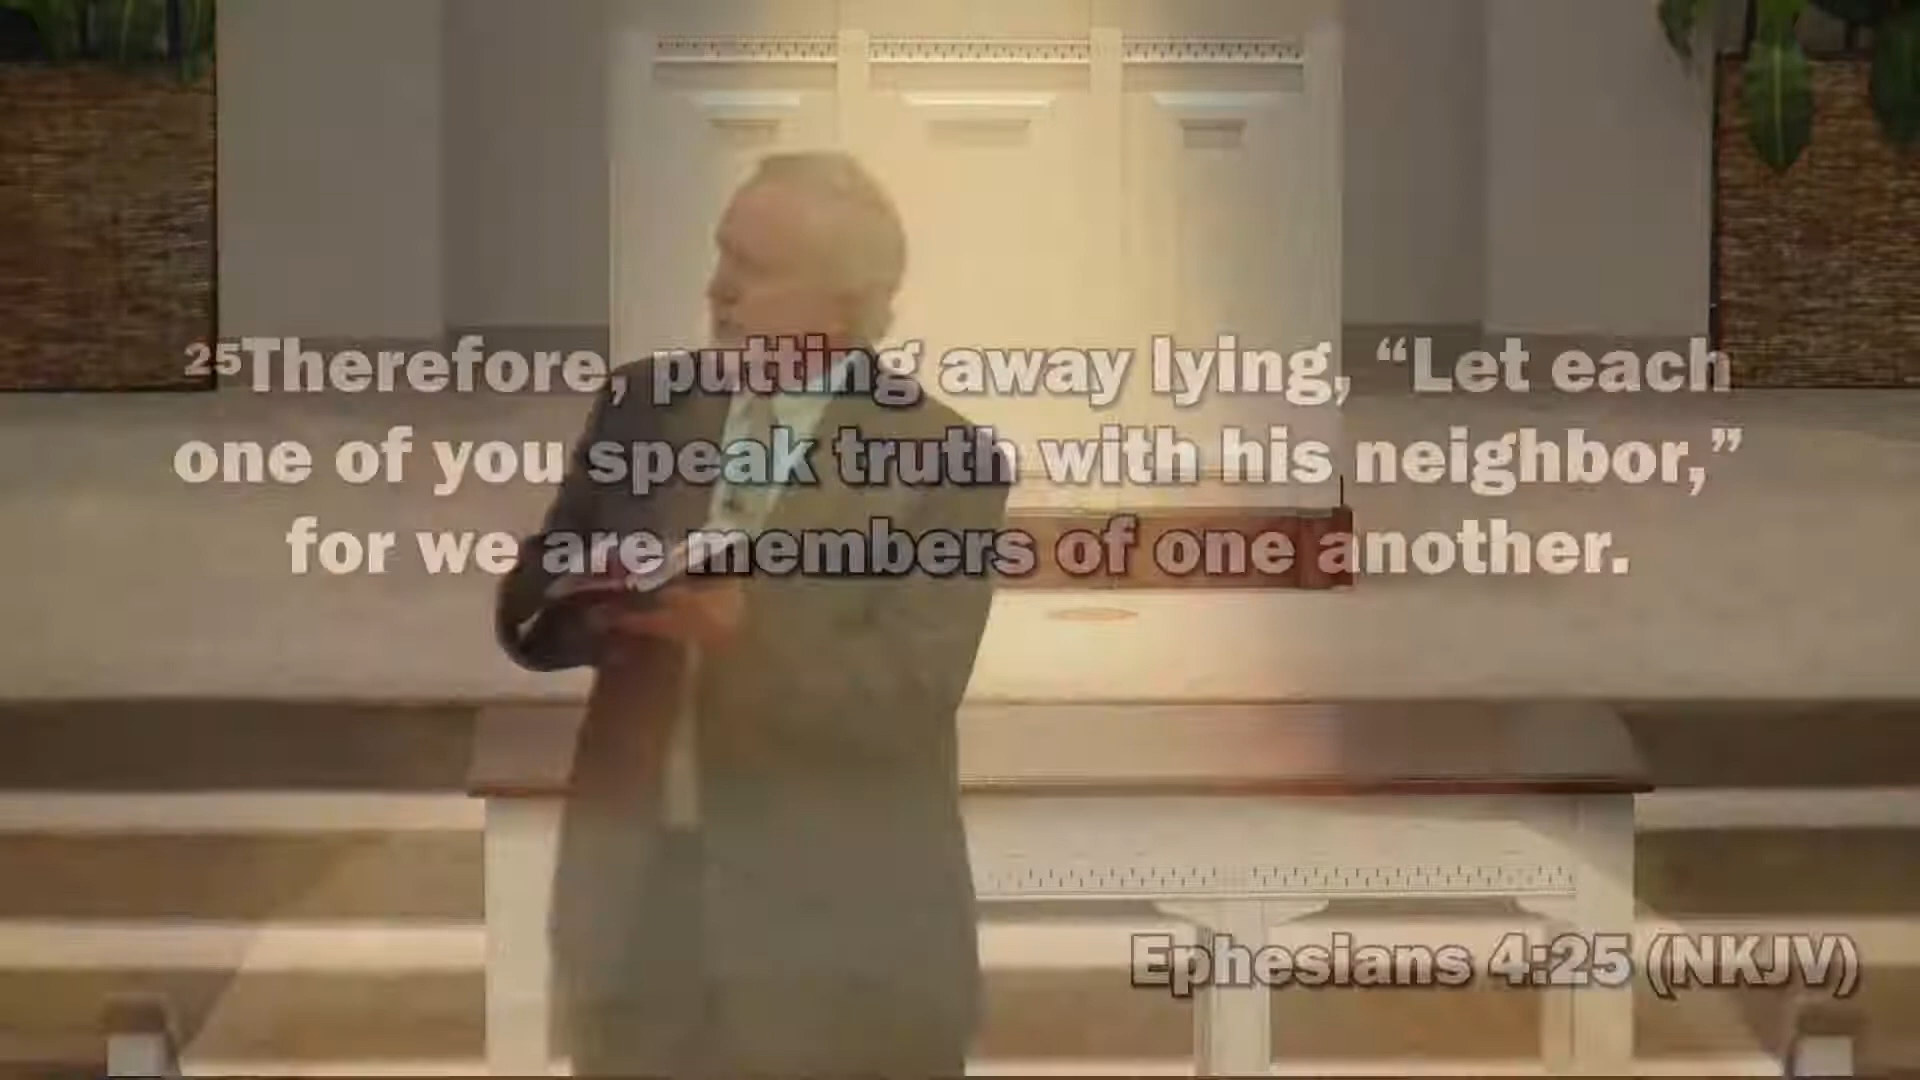 ²⁵Therefore, putting away lying, “Let each
one of you speak truth with his neighbor,”
for we are members of one another.
Ephesians 4:25 (NKJV)